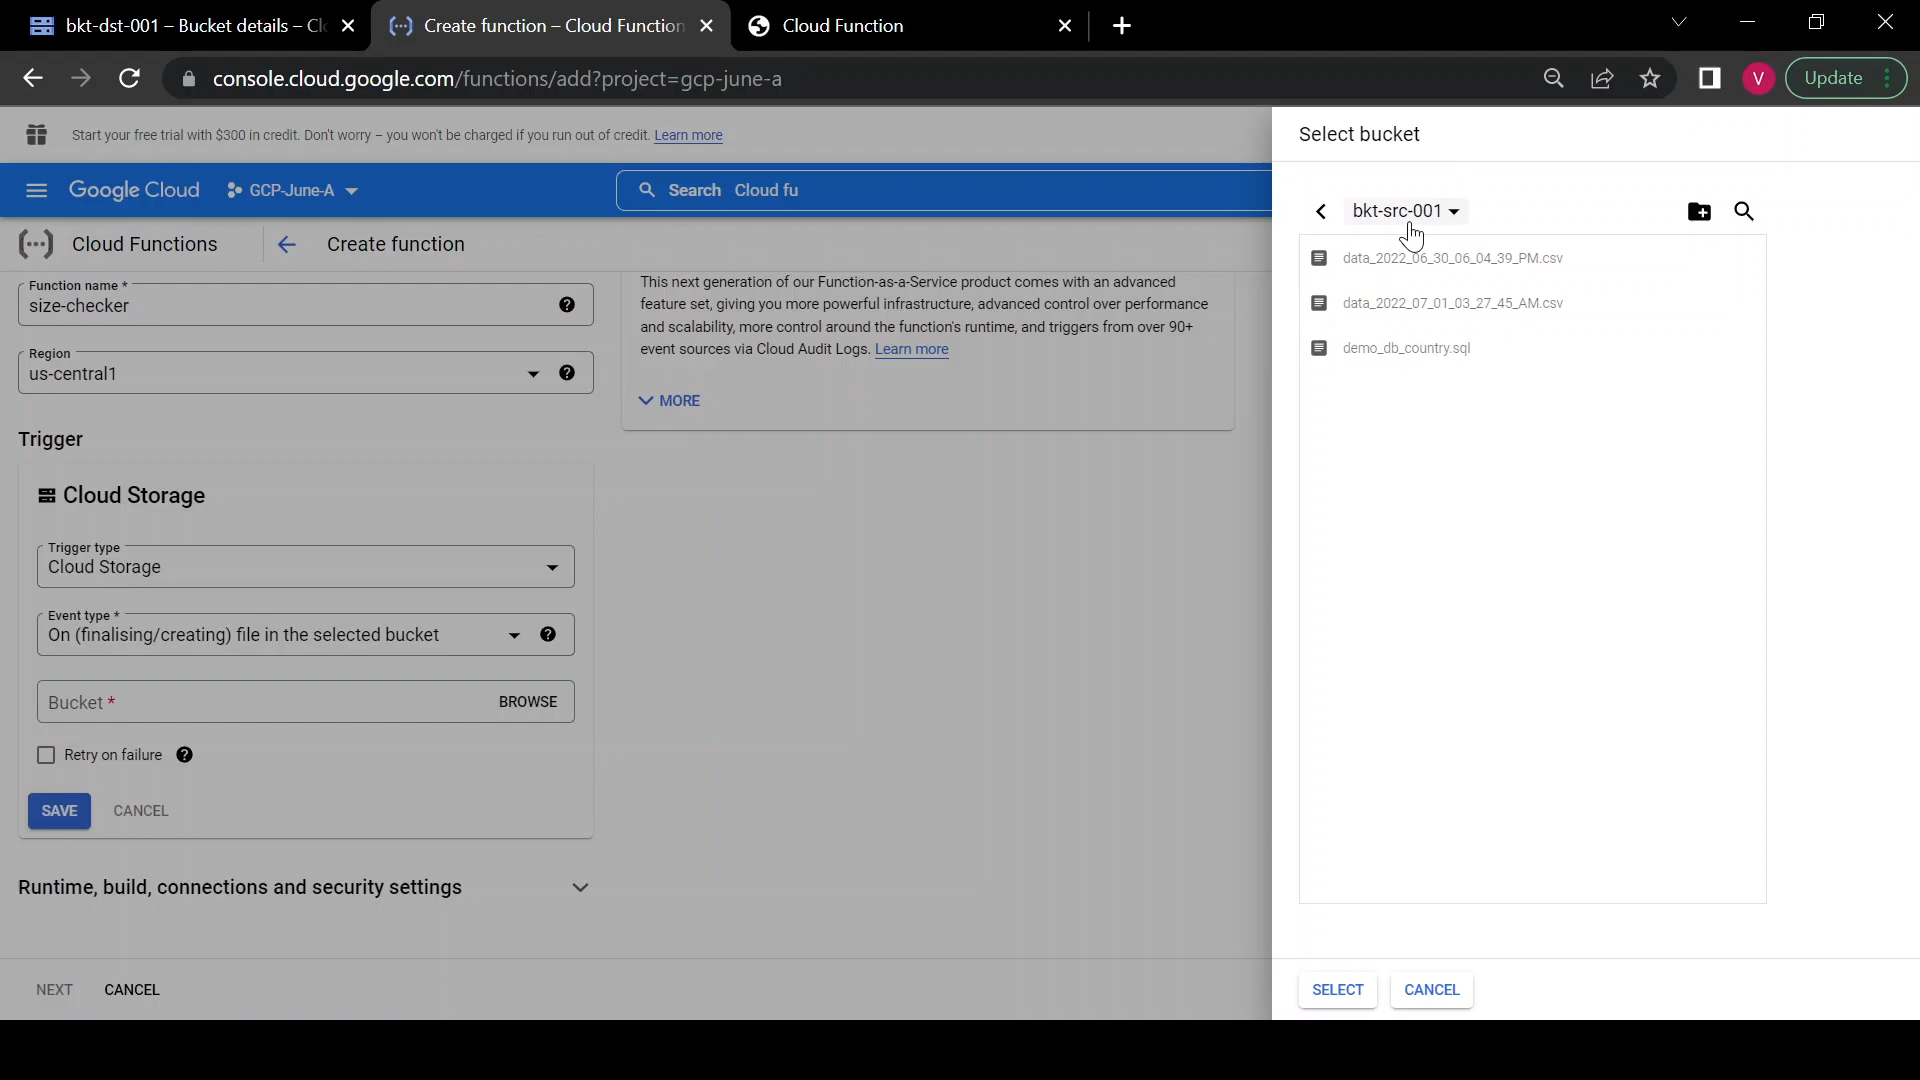 bkt-dst-001 – Bucket details – Cl
Create function – Cloud Function
Cloud Function
console.cloud.google.com/functions/add?project=gcp-june-a
V
Update
Start your free trial with $300 in credit. Don't worry – you won't be charged if you run out of credit. Learn more
Google Cloud
GCP-June-A
Search Cloud fu
Cloud Functions
Create function
Function name *
size-checker
Region
us-central1
Trigger
Cloud Storage
Trigger type
Cloud Storage
Event type *
On (finalising/creating) file in the selected bucket
Bucket *
BROWSE
Retry on failure
SAVE
CANCEL
Runtime, build, connections and security settings
NEXT
CANCEL
This next generation of our Function-as-a-Service product comes with an advanced
feature set, giving you more powerful infrastructure, advanced control over performance
and scalability, more control around the function's runtime, and triggers from over 90+
event sources via Cloud Audit Logs. Learn more
MORE
Select bucket
bkt-src-001
data_2022_06_30_06_04_39_PM.csv
data_2022_07_01_03_27_45_AM.csv
demo_db_country.sql
SELECT
CANCEL